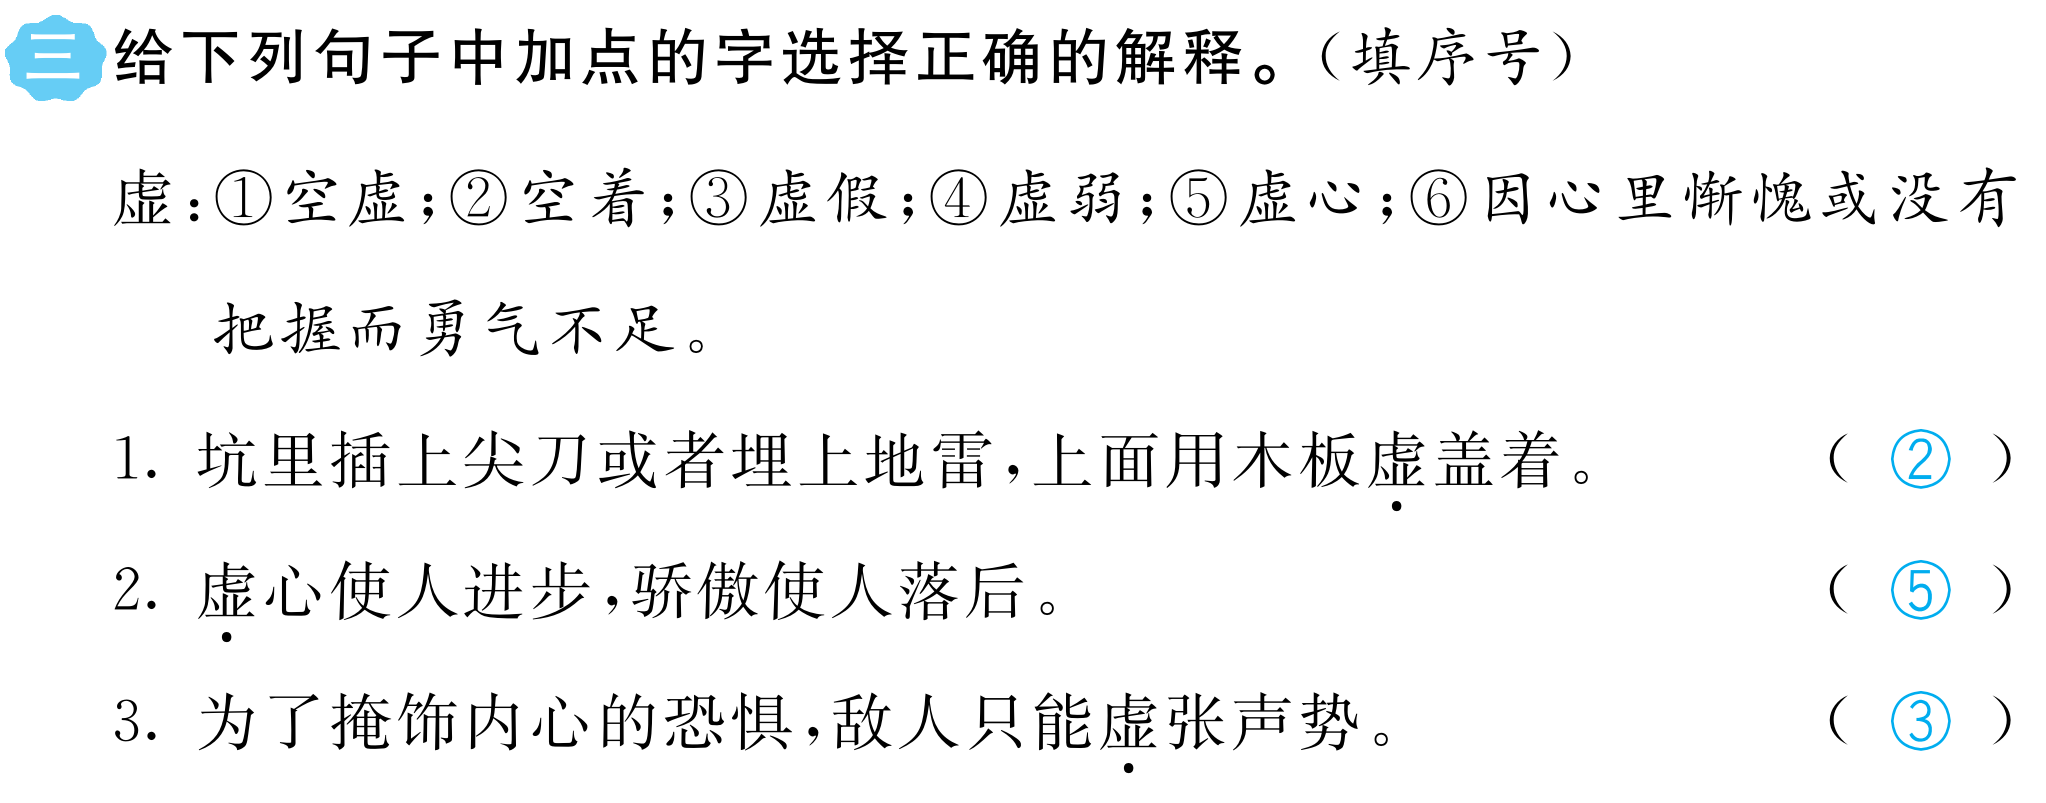 三 给下列句子中加点的字选择正确的解释。（填序号）
虚：①空虚；②空着；③虚假；④虚弱；⑤虚心；⑥因心里惭愧或没有
把握而勇气不足。
1. 坑里插上尖刀或者埋上地雷，上面用木板虚盖着。（ ② ）
2. 虚心使人进步，骄傲使人落后。（ ⑤ ）
3. 为了掩饰内心的恐惧，敌人只能虚张声势。（ ③ ）